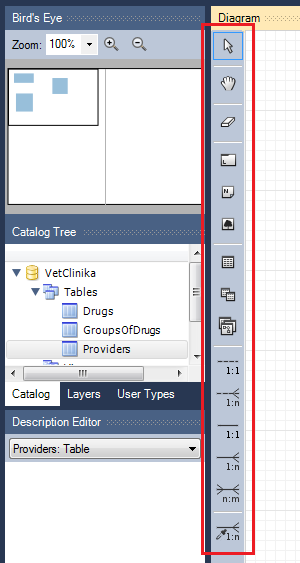 Bird's Eye
Zoom: 100%
Catalog Tree
VetClinika
Tables
Drugs
GroupsOfDrugs
Providers
Catalog Layers User Types
Description Editor
Providers: Table
Diagram
L
N
1:1
1:n
1:1
n:m
1:n